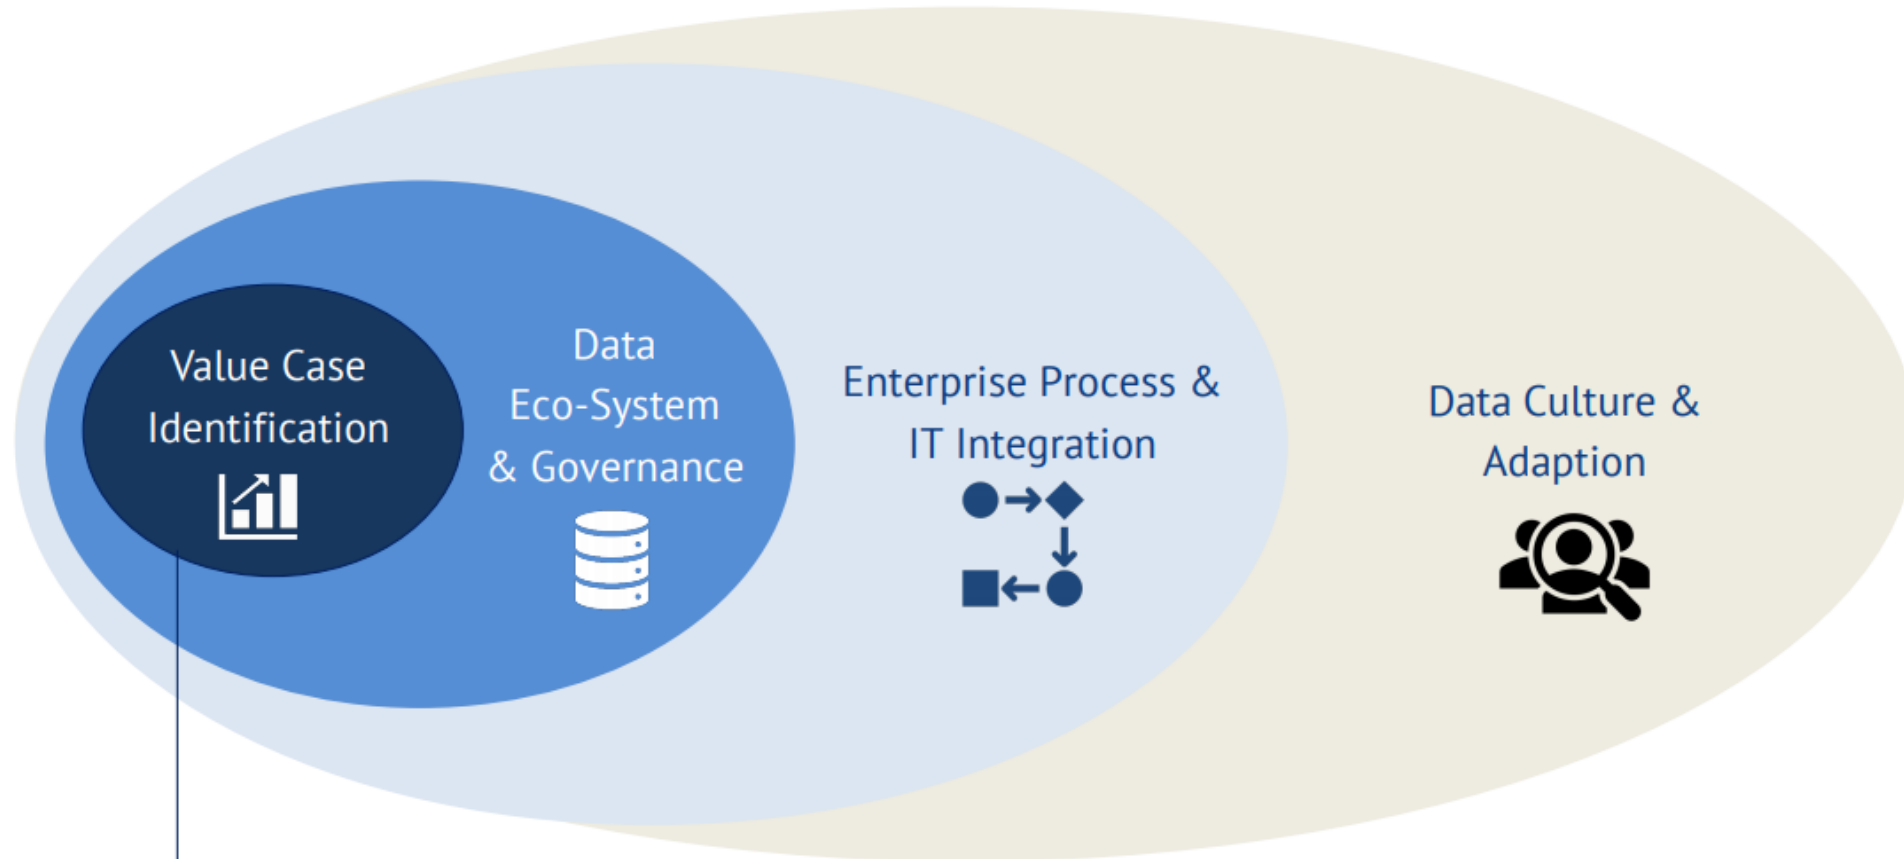 Value Case
Identification
Data
Eco-System
& Governance
Enterprise Process &
IT Integration
Data Culture &
Adaption